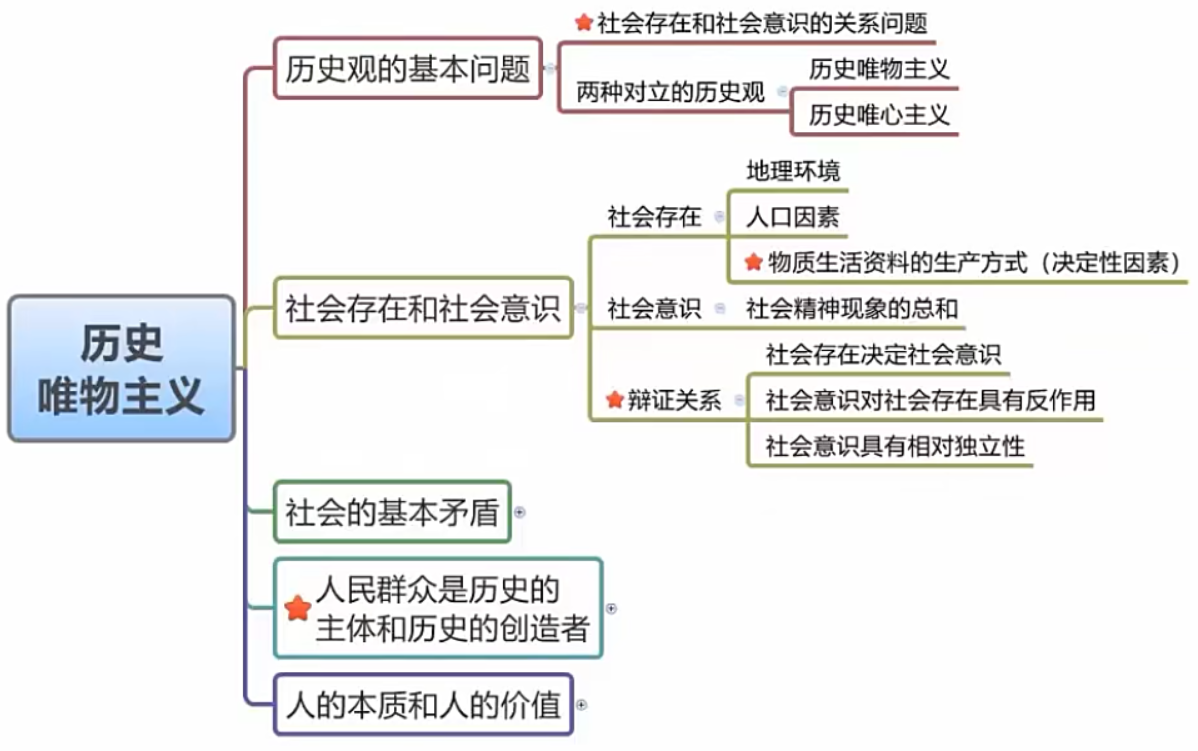 历史
唯物主义
历史观的基本问题
社会存在和社会意识的关系问题
两种对立的历史观
历史唯物主义
历史唯心主义
社会存在和社会意识
社会存在
地理环境
人口因素
物质生活资料的生产方式（决定性因素）
社会意识
社会精神现象的总和
辩证关系
社会存在决定社会意识
社会意识对社会存在具有反作用
社会意识具有相对独立性
社会的基本矛盾
人民群众是历史的
主体和历史的创造者
人的本质和人的价值